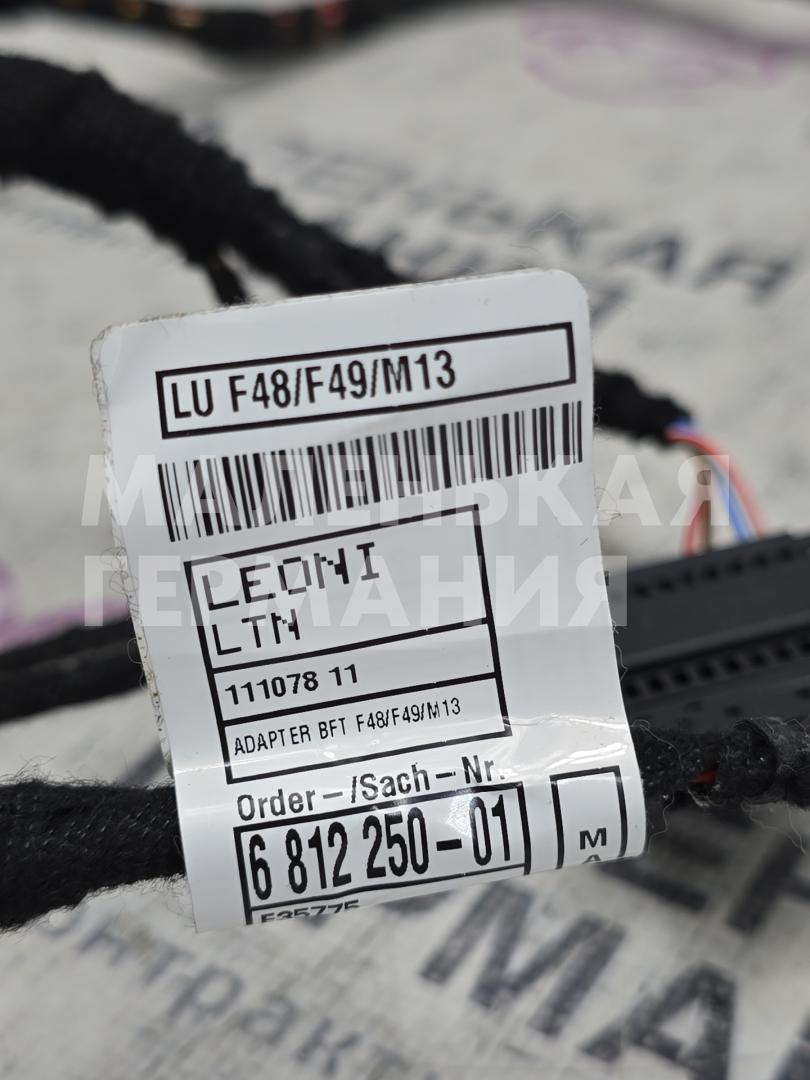 LU F48/F49/M13
МАЛЕНЬКАЯ
ГЕРМАНИЯ
LEONI
LTN
111078 11
ADAPTER BFT F48/F49/M13
Order-/Sach-Nr.
6 812 250-01
M